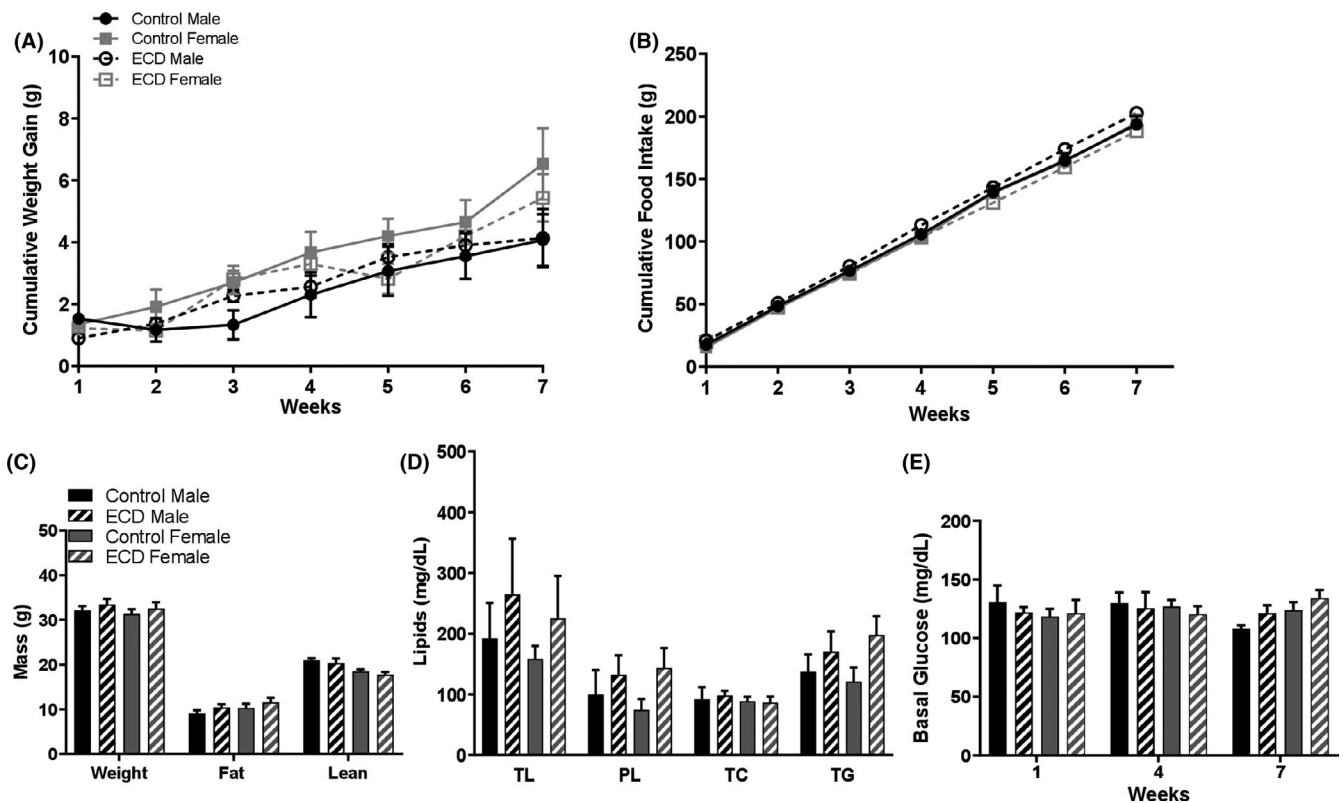 Control Male
Control Female
ECD Male
ECD Female
(A)
10
8
6
4
2
0
Cumulative Weight Gain (g)
1 2 3 4 5 6 7
Weeks
(B)
250
200
150
100
50
0
Cumulative Food Intake (g)
1 2 3 4 5 6 7
Weeks
(C)
Control Male
ECD Male
Control Female
ECD Female
50
40
30
20
10
0
Mass (g)
Weight Fat Lean
(D)
500
400
300
200
100
0
Lipids (mg/dL)
TL PL TC TG
(E)
200
150
100
50
0
Basal Glucose (mg/dL)
1 4 7
Weeks